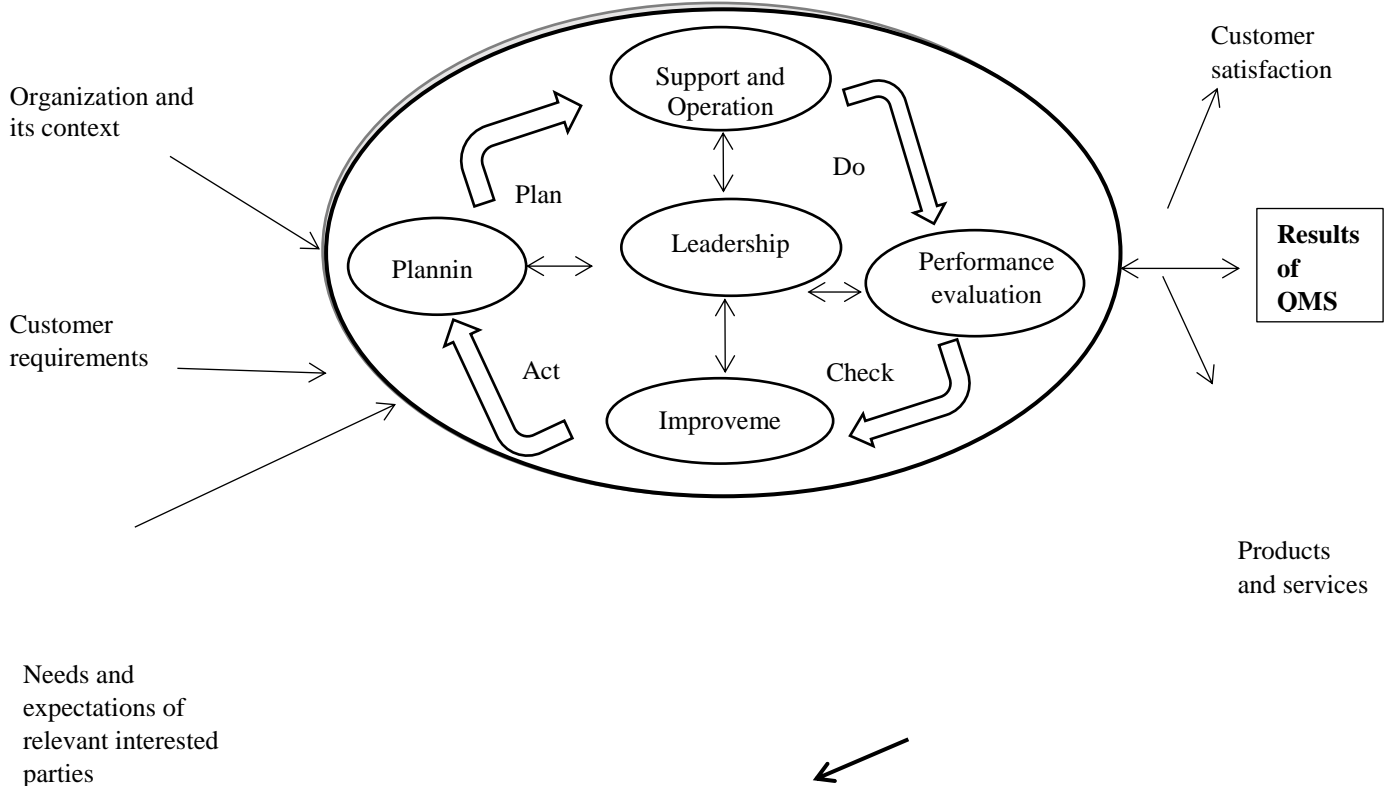 Organization and
its context
Customer
requirements
Needs and
expectations of
relevant interested
parties
Support and
Operation
Plan
Do
Leadership
Plannin
Performance
evaluation
Act
Check
Improveme
Customer
satisfaction
Results
of
QMS
Products
and services